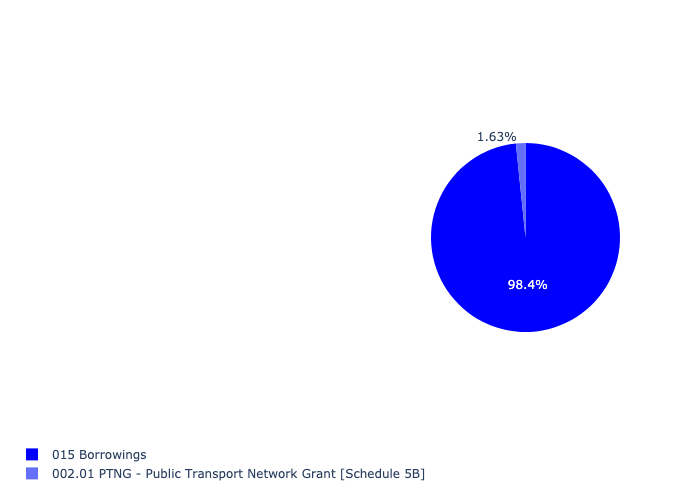 1.63%
98.4%
015 Borrowings
002.01 PTNG - Public Transport Network Grant [Schedule 5B]